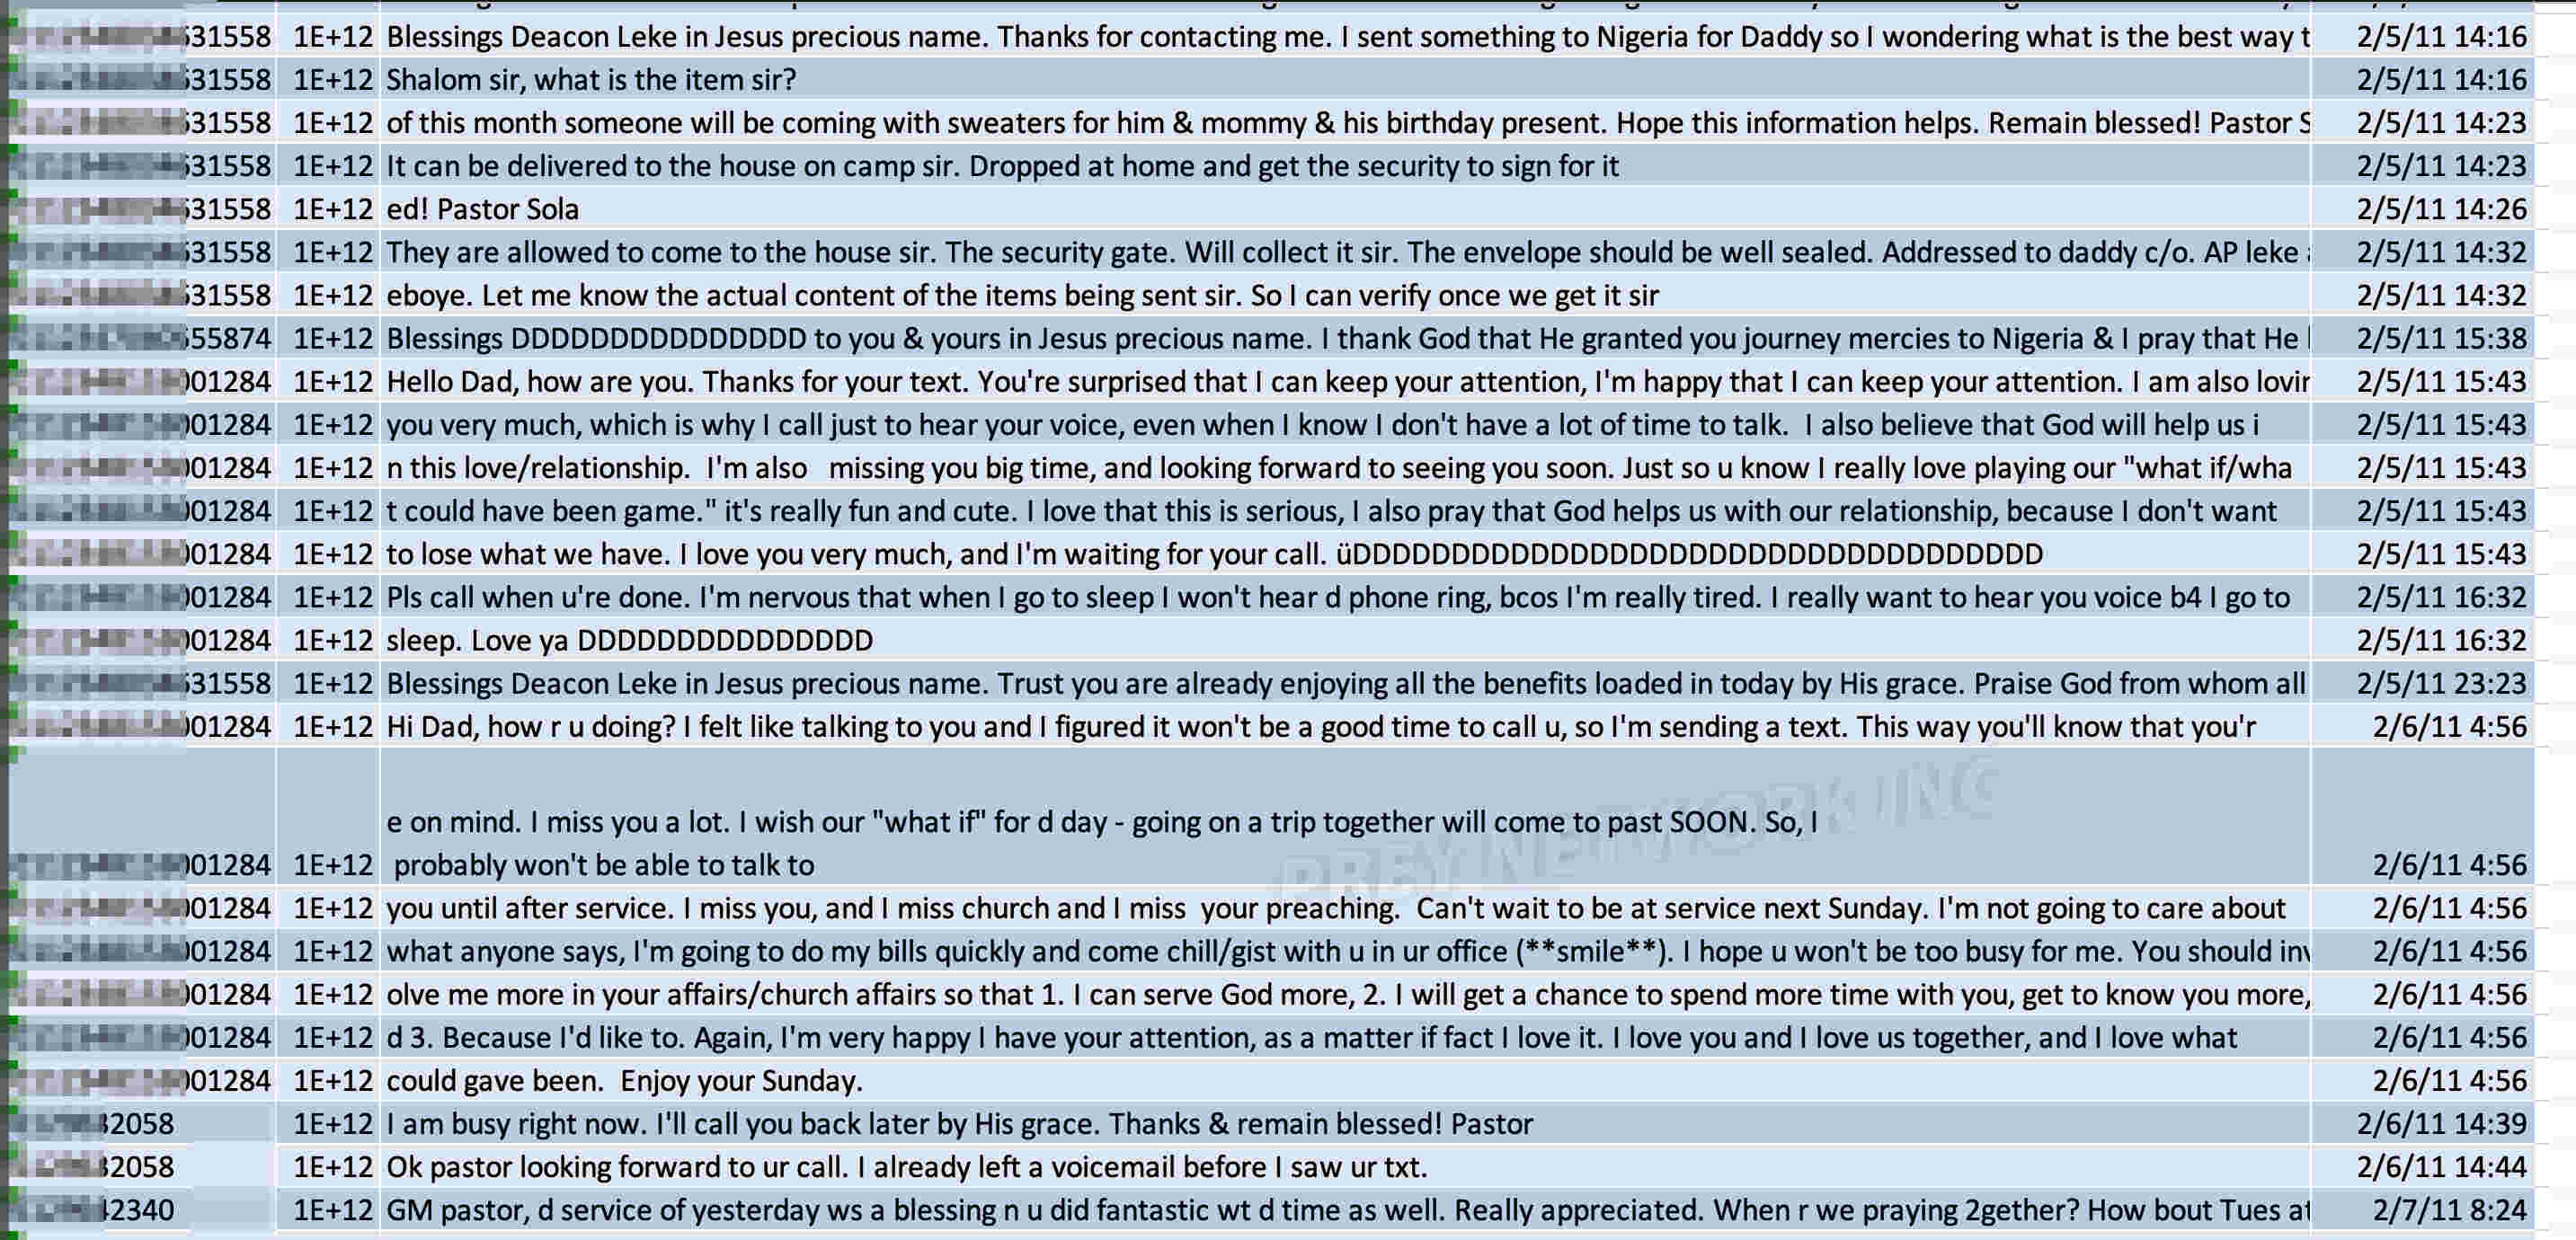 531558 1E+12 Blessings Deacon Leke in Jesus precious name. Thanks for contacting me. I sent something to Nigeria for Daddy so I wondering what is the best way t 2/5/11 14:16
531558 1E+12 Shalom sir, what is the item sir? 2/5/11 14:16
531558 1E+12 of this month someone will be coming with sweaters for him & mommy & his birthday present. Hope this information helps. Remain blessed! Pastor S 2/5/11 14:23
531558 1E+12 It can be delivered to the house on camp sir. Dropped at home and get the security to sign for it 2/5/11 14:23
531558 1E+12 ed! Pastor Sola 2/5/11 14:26
531558 1E+12 They are allowed to come to the house sir. The security gate. Will collect it sir. The envelope should be well sealed. Addressed to daddy c/o. AP leke 2/5/11 14:32
531558 1E+12 eboye. Let me know the actual content of the items being sent sir. So I can verify once we get it sir 2/5/11 14:32
555874 1E+12 Blessings DDDDDDDDDDDDDDD to you & yours in Jesus precious name. I thank God that He granted you journey mercies to Nigeria & I pray that He 2/5/11 15:38
001284 1E+12 Hello Dad, how are you. Thanks for your text. You're surprised that I can keep your attention, I'm happy that I can keep your attention. I am also lovin 2/5/11 15:43
001284 1E+12 you very much, which is why I call just to hear your voice, even when I know I don't have a lot of time to talk. I also believe that God will help us i 2/5/11 15:43
001284 1E+12 n this love/relationship. I'm also missing you big time, and looking forward to seeing you soon. Just so u know I really love playing our "what if/wha 2/5/11 15:43
001284 1E+12 t could have been game." it's really fun and cute. I love that this is serious, I also pray that God helps us with our relationship, because I don't want 2/5/11 15:43
001284 1E+12 to lose what we have. I love you very much, and I'm waiting for your call. üDDDDDDDDDDDDDDDDDDDDDDDDDDDDDDDDDDD 2/5/11 15:43
001284 1E+12 Pls call when u're done. I'm nervous that when I go to sleep I won't hear d phone ring, bcos I'm really tired. I really want to hear you voice b4 I go to 2/5/11 16:32
001284 1E+12 sleep. Love ya DDDDDDDDDDDDDDD 2/5/11 16:32
531558 1E+12 Blessings Deacon Leke in Jesus precious name. Trust you are already enjoying all the benefits loaded in today by His grace. Praise God from whom all 2/5/11 23:23
001284 1E+12 Hi Dad, how r u doing? I felt like talking to you and I figured it won't be a good time to call u, so I'm sending a text. This way you'll know that you'r 2/6/11 4:56
e on mind. I miss you a lot. I wish our "what if" for d day - going on a trip together will come to past SOON. So, I
001284 1E+12 probably won't be able to talk to 2/6/11 4:56
PREY NETWORKING
001284 1E+12 you until after service. I miss you, and I miss church and I miss your preaching. Can't wait to be at service next Sunday. I'm not going to care about 2/6/11 4:56
001284 1E+12 what anyone says, I'm going to do my bills quickly and come chill/gist with u in ur office (**smile**). I hope u won't be too busy for me. You should inv 2/6/11 4:56
001284 1E+12 olve me more in your affairs/church affairs so that 1. I can serve God more, 2. I will get a chance to spend more time with you, get to know you more, 2/6/11 4:56
001284 1E+12 d 3. Because I'd like to. Again, I'm very happy I have your attention, as a matter if fact I love it. I love you and I love us together, and I love what 2/6/11 4:56
001284 1E+12 could gave been. Enjoy your Sunday. 2/6/11 4:56
32058 1E+12 I am busy right now. I'll call you back later by His grace. Thanks & remain blessed! Pastor 2/6/11 14:39
32058 1E+12 Ok pastor looking forward to ur call. I already left a voicemail before I saw ur txt. 2/6/11 14:44
42340 1E+12 GM pastor, d service of yesterday ws a blessing n u did fantastic wt d time as well. Really appreciated. When r we praying 2gether? How bout Tues at 2/7/11 8:24